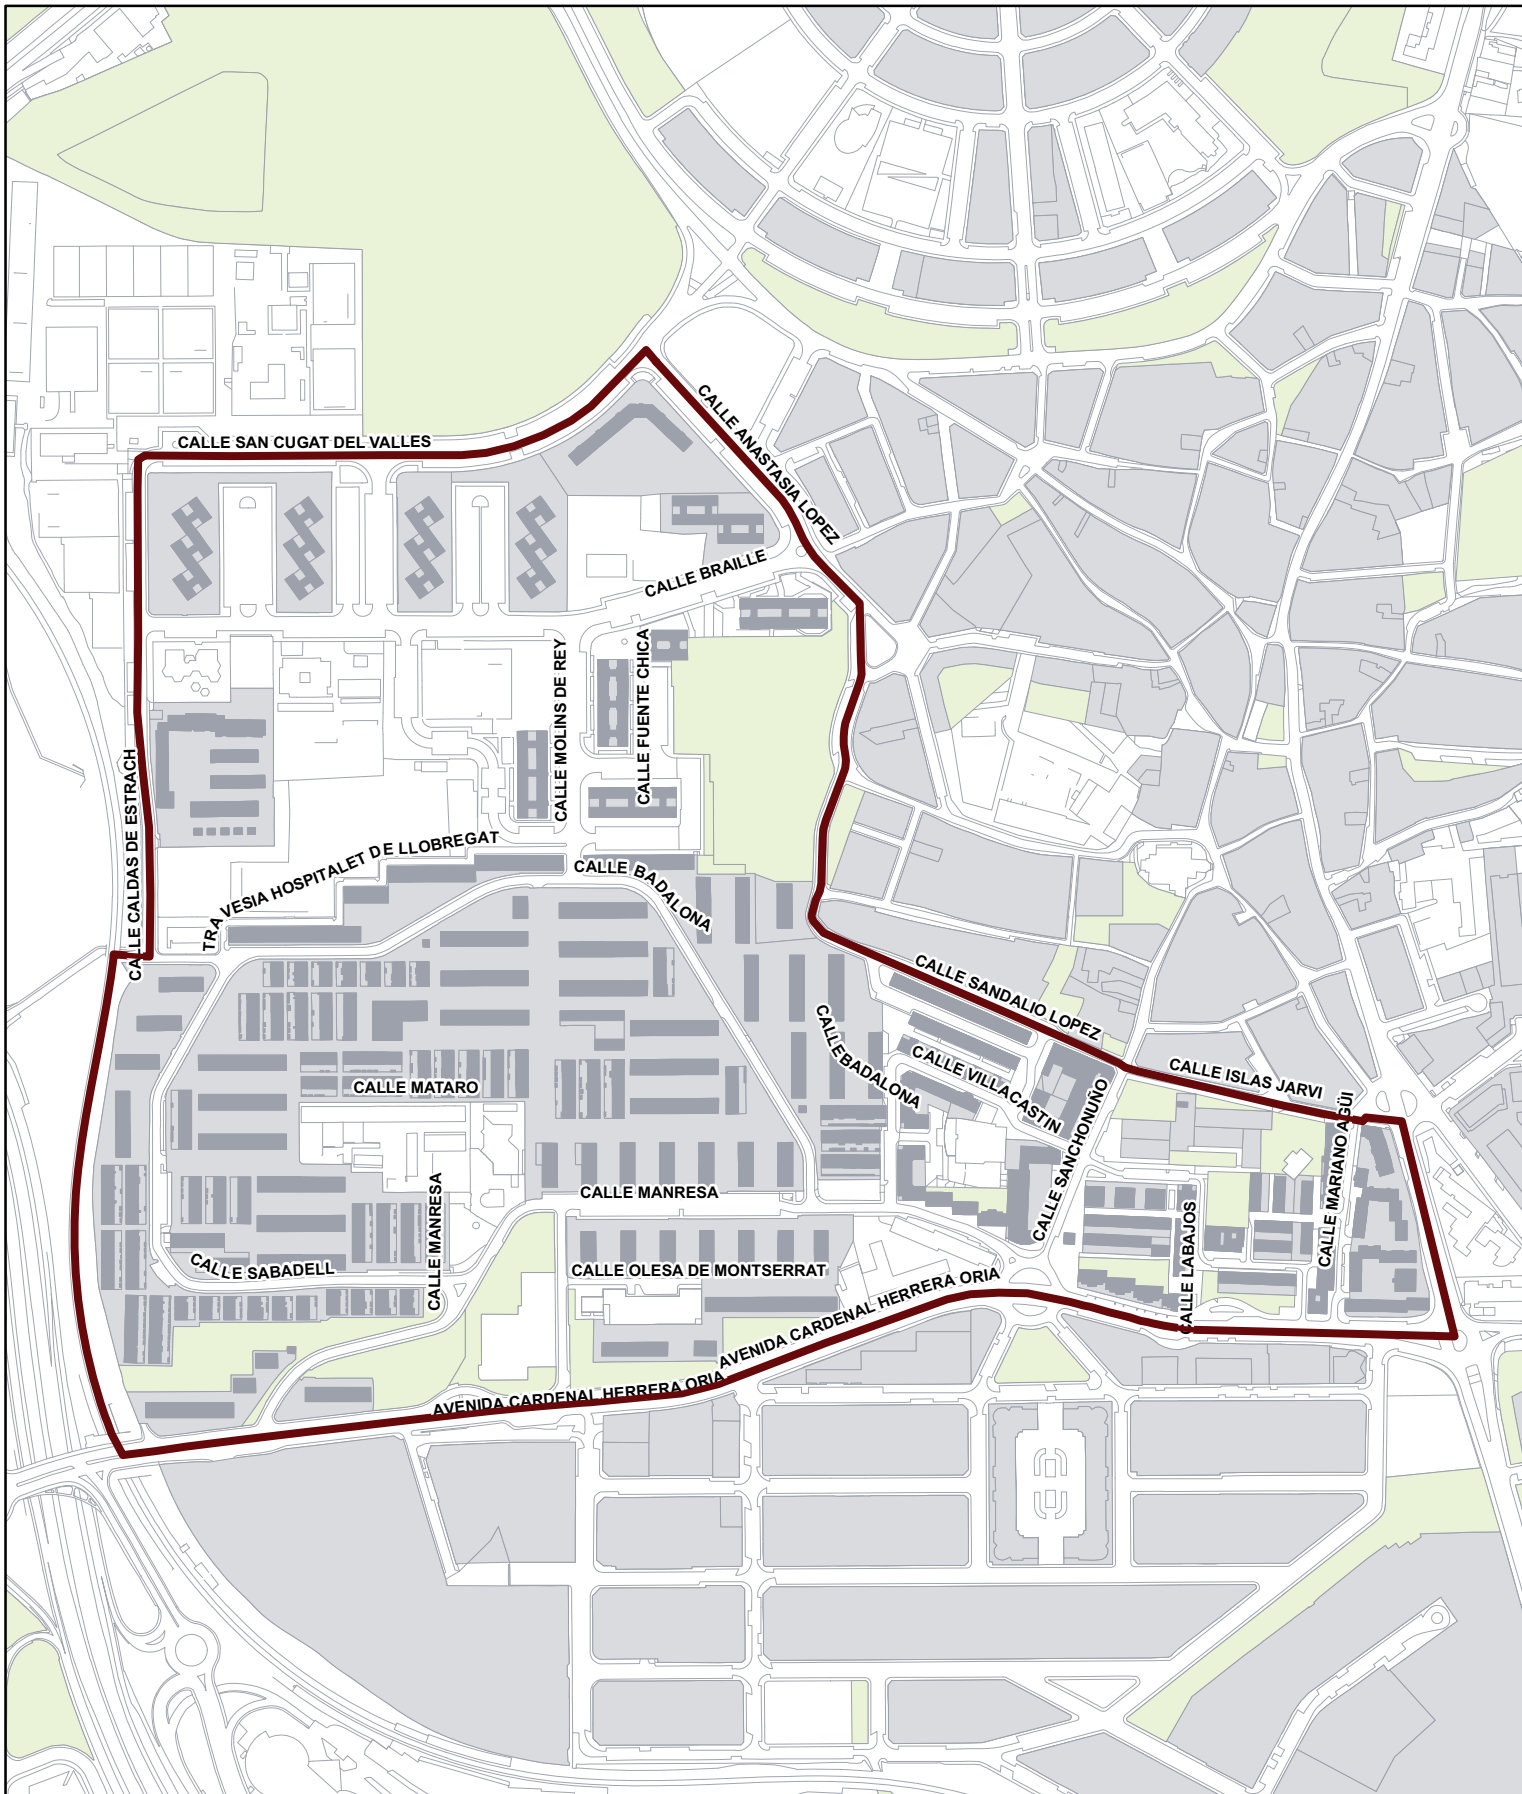 CALLE SAN CUGAT DEL VALLES
CALLE ANASTASIA LOPEZ
CALLE BRAILLE
CALLE MOLINS DE REY
CALLE FUENTE CHICA
CALLE CALDAS DE ESTRACH
TRAVESIA HOSPITALET DE LLOBREGAT
CALLE BADALONA
CALLE SANDALIO LOPEZ
CALLE BADALONA
CALLE VILLACASTIN
CALLE ISLAS JARVI
CALLE MATARO
CALLE SANCHONUÑO
CALLE MARIANO AGÜI
CALLE MANRESA
CALLE MANRESA
CALLE LABAJOS
CALLE SABADELL
CALLE OLESA DE MONTSERRAT
AVENIDA CARDENAL HERRERA ORIA
AVENIDA CARDENAL HERRERA ORIA